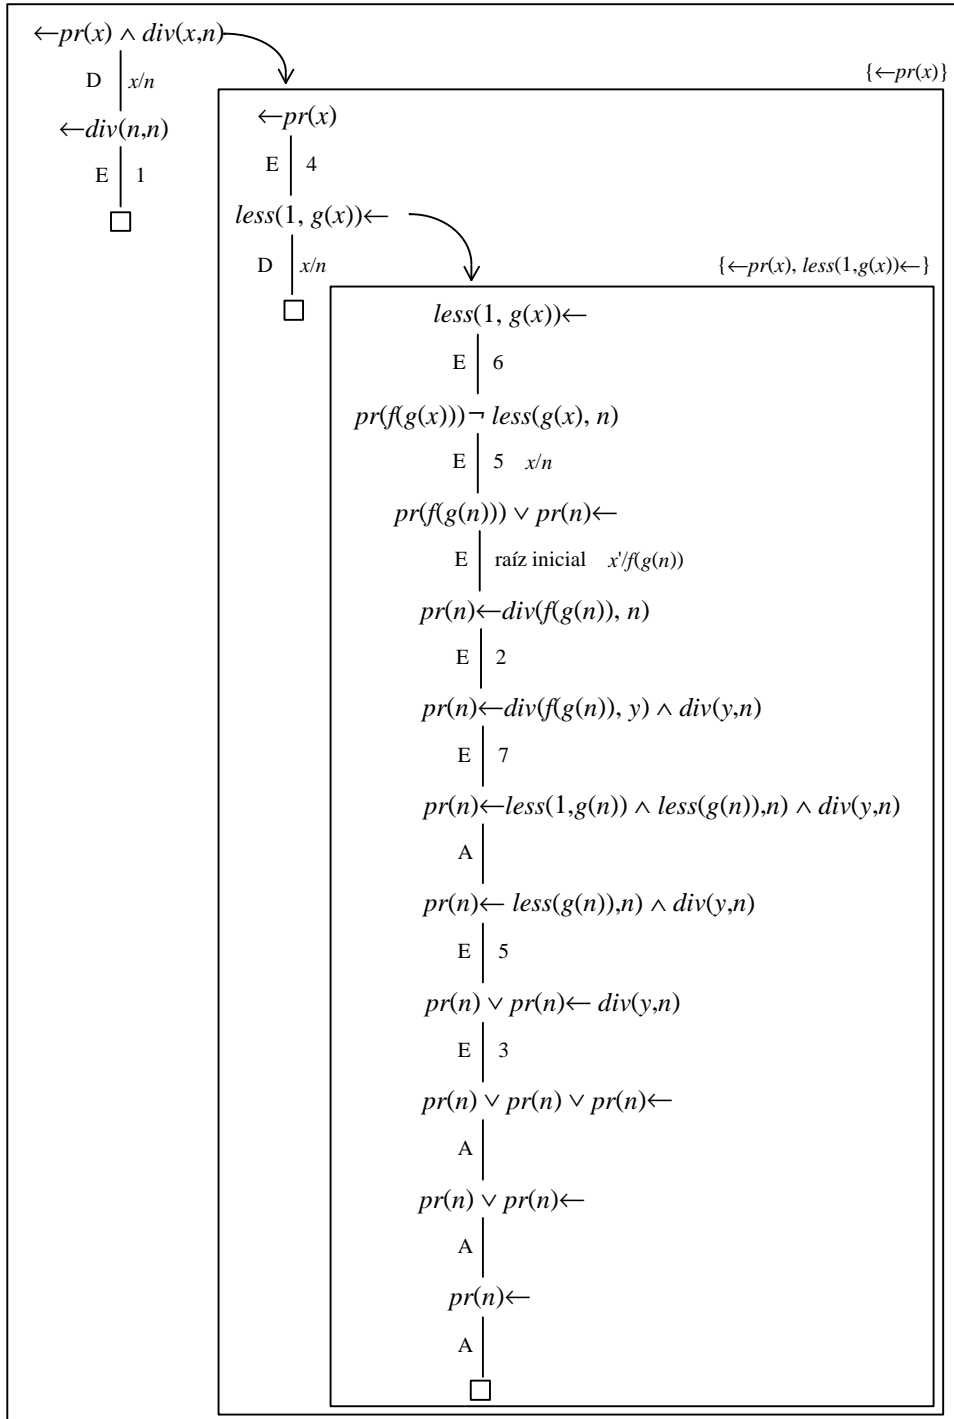 ←pr(x) ∧ div(x,n)
D x/n
←div(n,n)
E 1
{←pr(x)}
←pr(x)
E 4
less(1, g(x))←
D x/n
{←pr(x), less(1,g(x))←}
less(1, g(x))←
E 6
pr(f(g(x)))¬ less(g(x), n)
E 5 x/n
pr(f(g(n))) ∨ pr(n)←
E raíz inicial x'/f(g(n))
pr(n)←div(f(g(n)), n)
E 2
pr(n)←div(f(g(n)), y) ∧ div(y,n)
E 7
pr(n)←less(1,g(n)) ∧ less(g(n)),n) ∧ div(y,n)
A
pr(n)← less(g(n)),n) ∧ div(y,n)
E 5
pr(n) ∨ pr(n)← div(y,n)
E 3
pr(n) ∨ pr(n) ∨ pr(n)←
A
pr(n) ∨ pr(n)←
A
pr(n)←
A